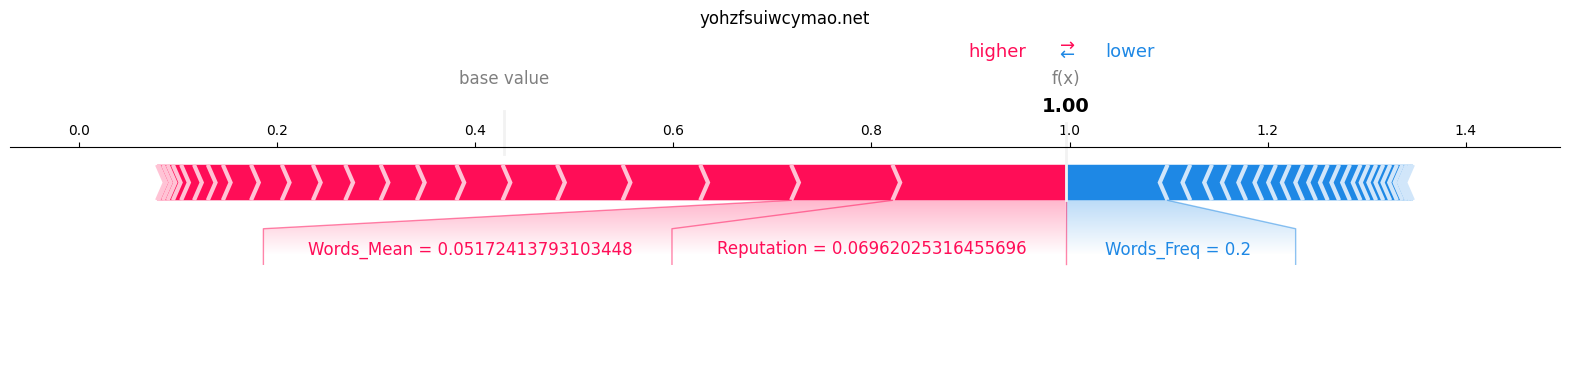 yohzfsuiwcymao.net
higher ⇄ lower
base value f(x)
1.00
0.0 0.2 0.4 0.6 0.8 1.0 1.2 1.4
Words_Mean = 0.05172413793103448 Reputation = 0.06962025316455696 Words_Freq = 0.2